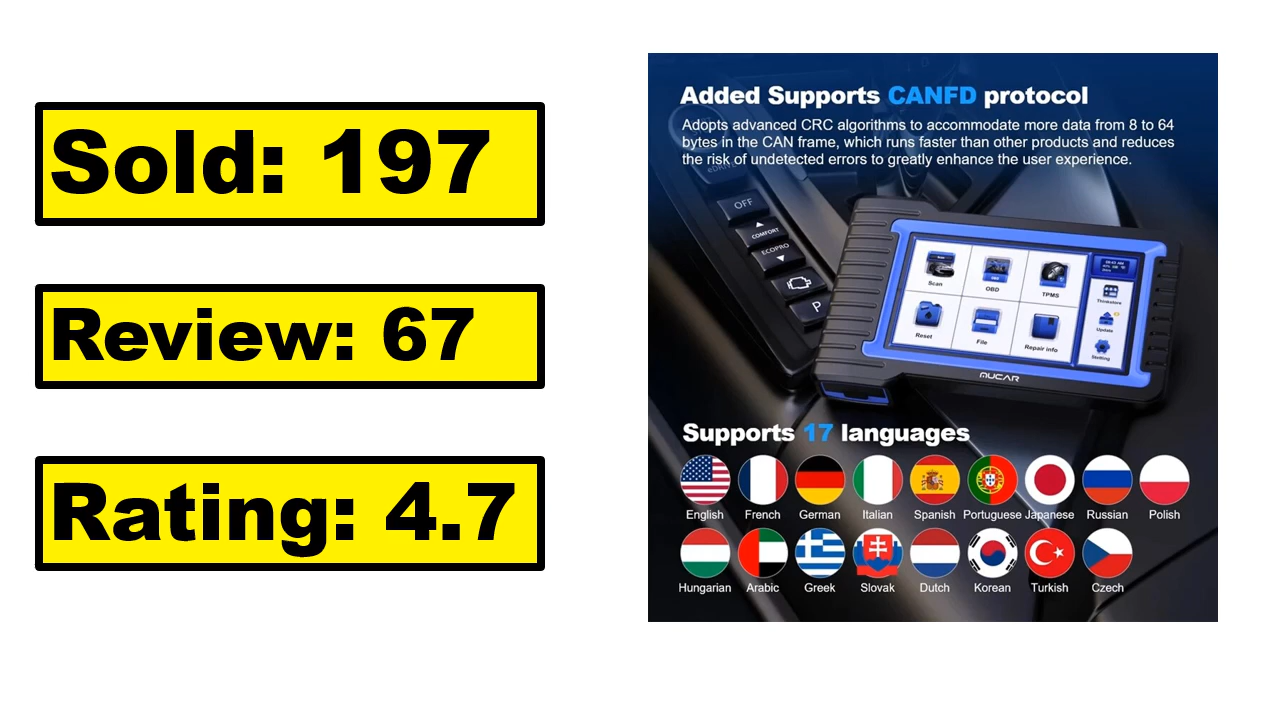 Sold: 197
Review: 67
Rating: 4.7
Added Supports CANFD protocol
Adopts advanced CRC algorithms to accommodate more data from 8 to 64
bytes in the CAN frame, which runs faster than other products and reduces
the risk of undetected errors to greatly enhance the user experience.
OFF
COMFORT
ECOPRO
P
Scan
OBD
TPMS
Thinkstore
Update
Reset
File
Repair info
Setting
MUCAR
Supports 17 languages
English French German Italian Spanish Portuguese Japanese Russian Polish
Hungarian Arabic Greek Slovak Dutch Korean Turkish Czech